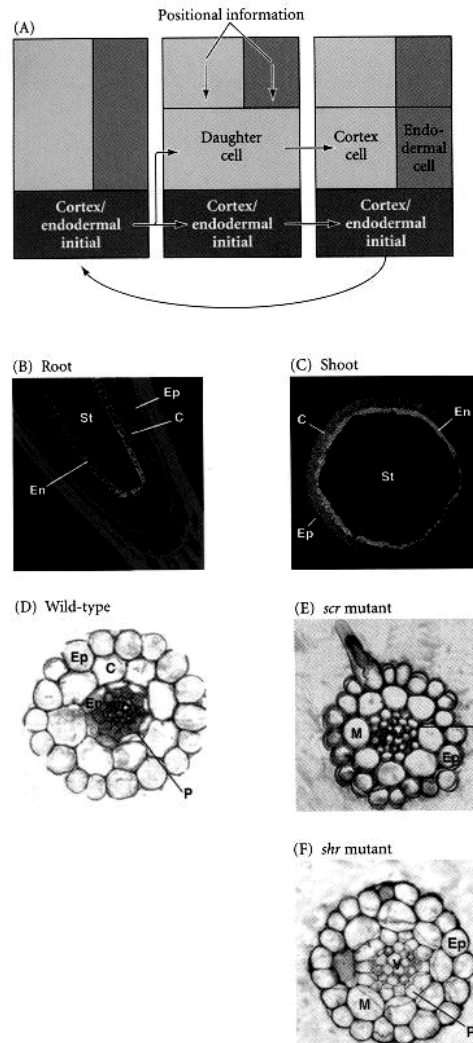 Positional information
(A)
Daughter
cell
Cortex
cell
Endo-
dermal
cell
Cortex/
endodermal
initial
Cortex/
endodermal
initial
Cortex/
endodermal
initial
(B) Root
Ep
St
C
En
(C) Shoot
C
En
St
Ep
(D) Wild-type
Ep
C
En
P
(E) scr mutant
M
Ep
(F) shr mutant
Ep
V
M
P